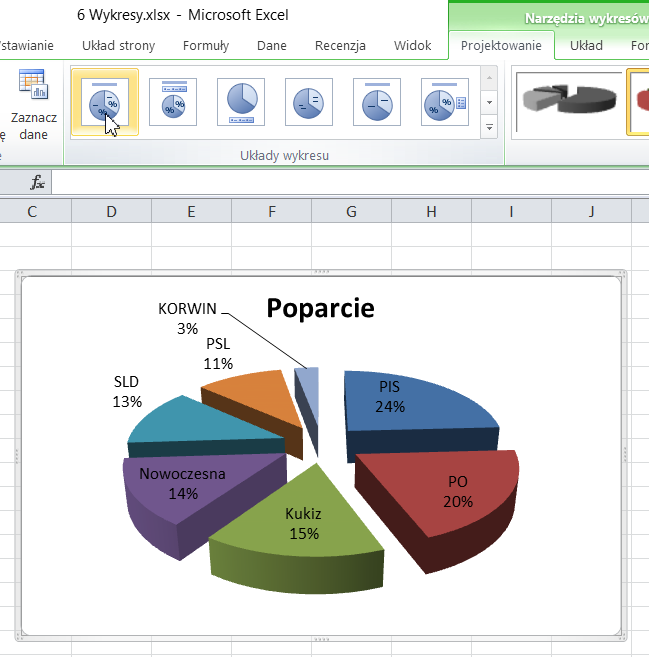 6 Wykresy.xlsx - Microsoft Excel
Narzędzia wykresów
Wstawianie Układ strony Formuły Dane Recenzja Widok Projektowanie Układ For
Zaznacz
dane
Układy wykresu
fx
C D E F G H I J
Poparcie
KORWIN
3%
PSL
11%
SLD
13%
PIS
24%
Nowoczesna
14%
PO
20%
Kukiz
15%